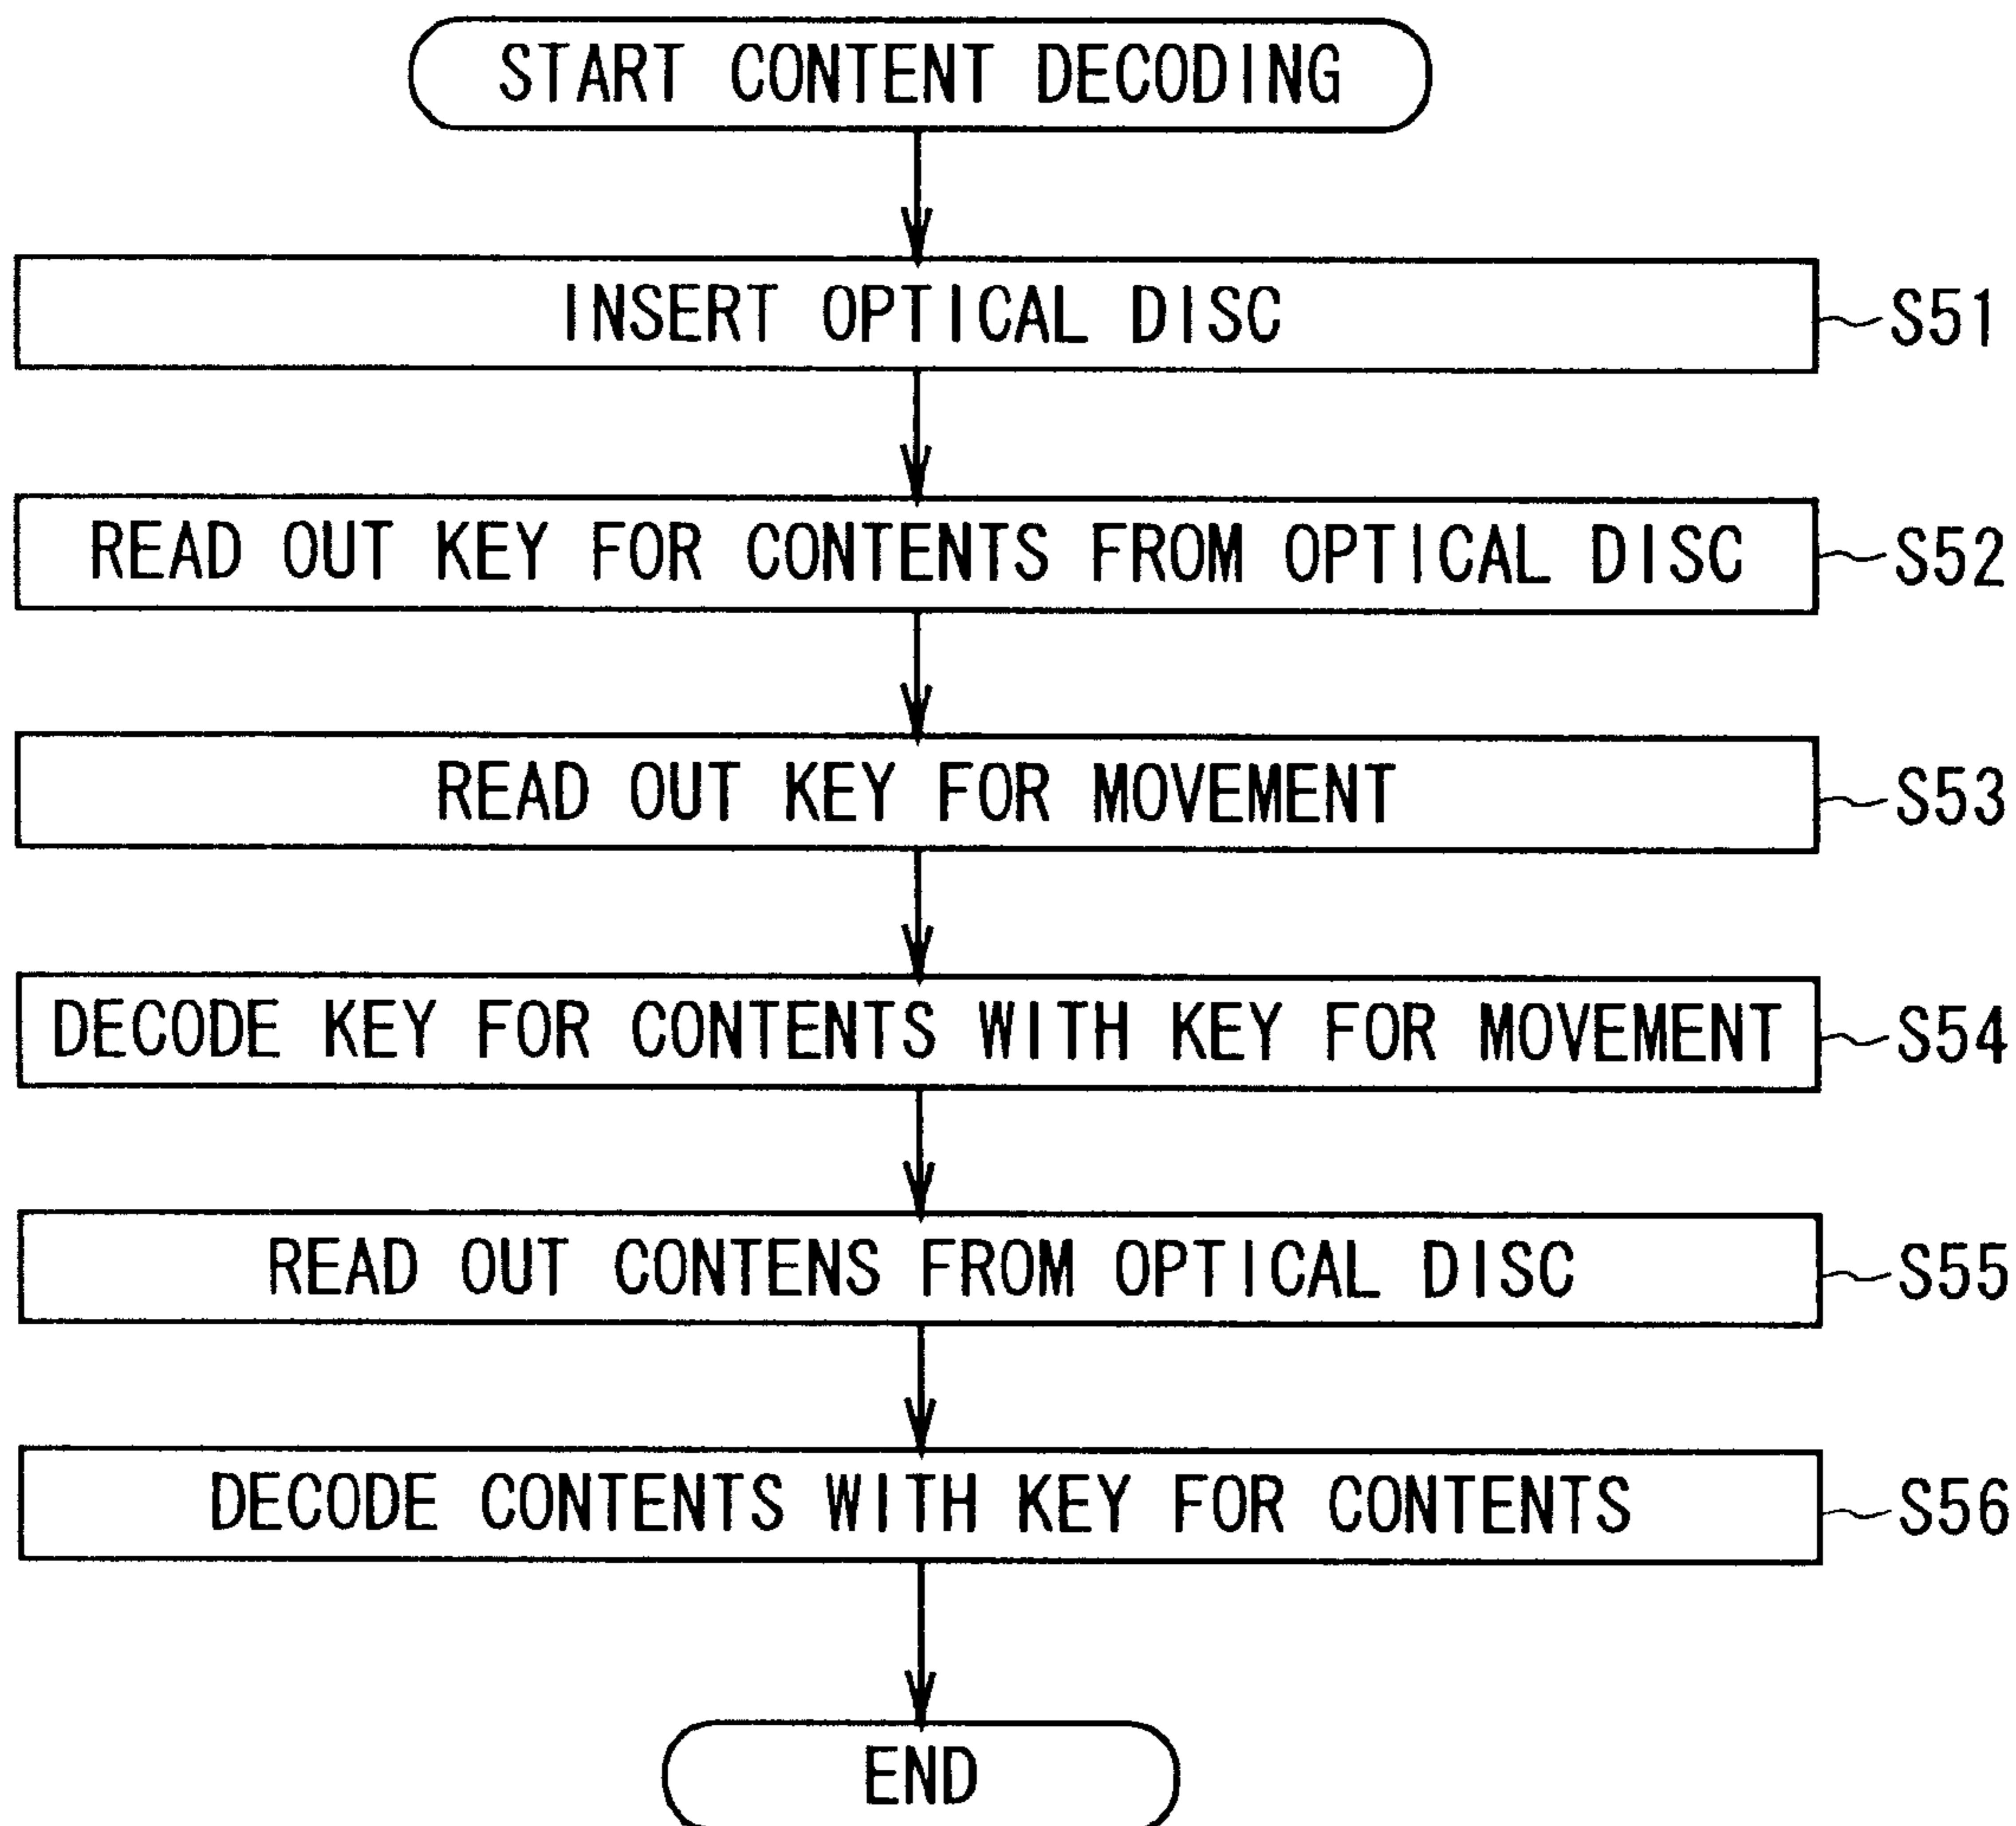 START CONTENT DECODING
INSERT OPTICAL DISC
S51
READ OUT KEY FOR CONTENTS FROM OPTICAL DISC
S52
READ OUT KEY FOR MOVEMENT
S53
DECODE KEY FOR CONTENTS WITH KEY FOR MOVEMENT
S54
READ OUT CONTENS FROM OPTICAL DISC
S55
DECODE CONTENTS WITH KEY FOR CONTENTS
S56
END